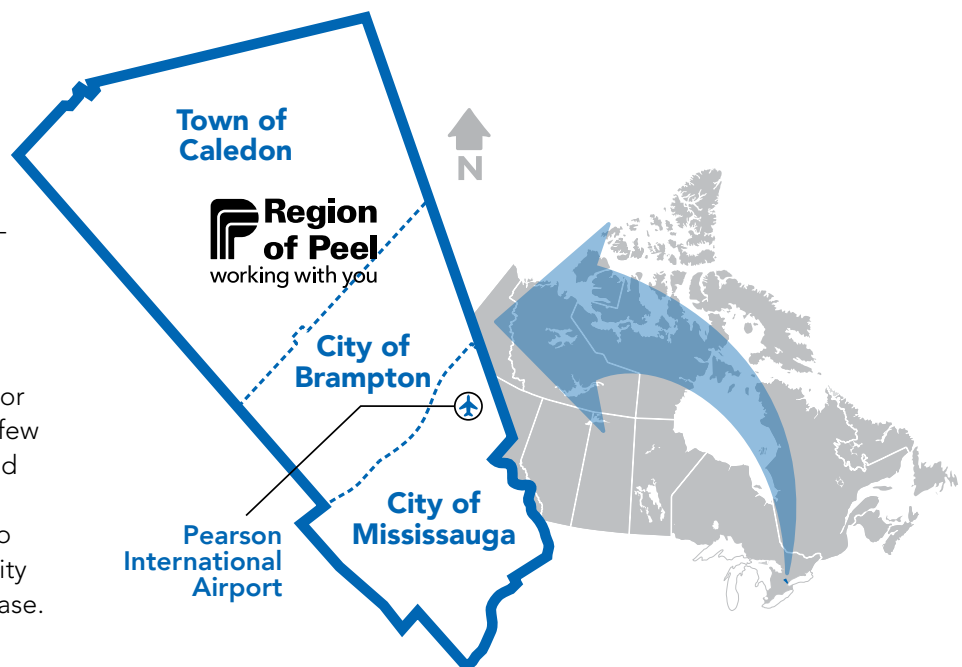 Town of
Caledon
N
Region
of Peel
working with you
City of
Brampton
or
few
d
City of
Mississauga
Pearson
International
Airport
o
ity
ase.